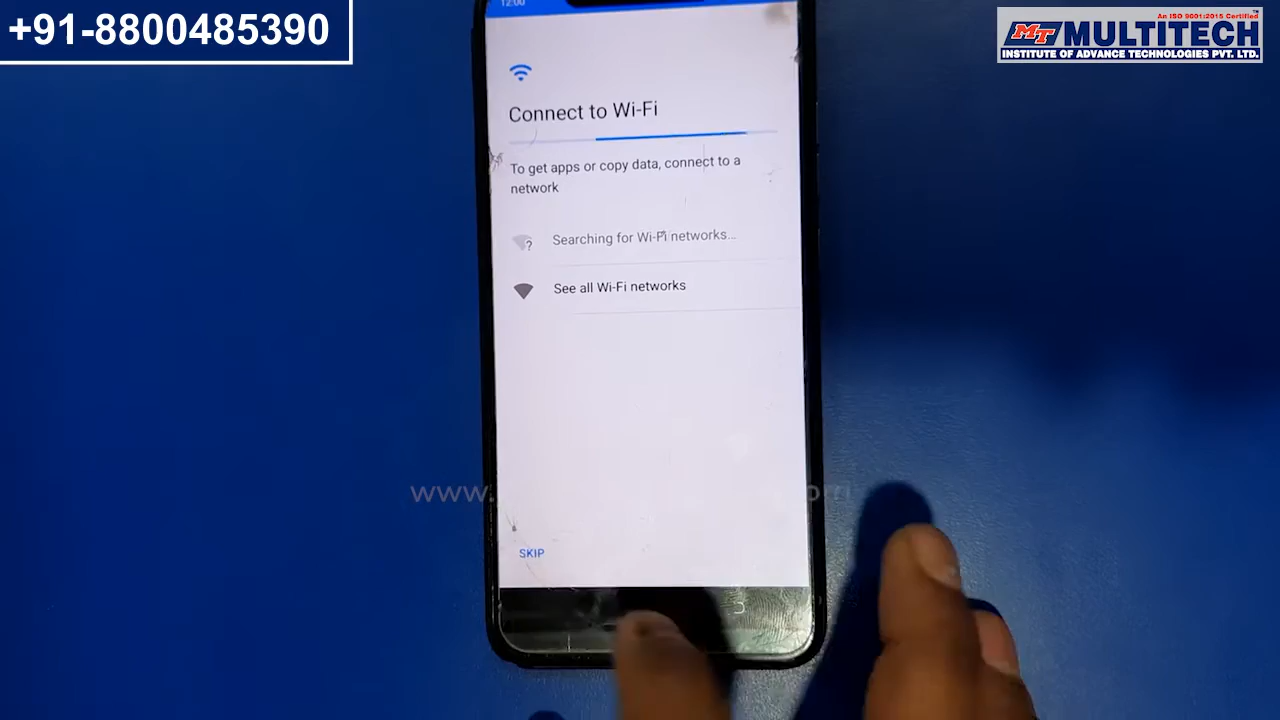 +91-8800485390
An ISO 9001:2015 Certified
MT MULTITECH
TM
INSTITUTE OF ADVANCE TECHNOLOGIES PVT. LTD.
12:00
Connect to Wi-Fi
To get apps or copy data, connect to a
network
Searching for Wi-Fi networks...
See all Wi-Fi networks
www.
SKIP